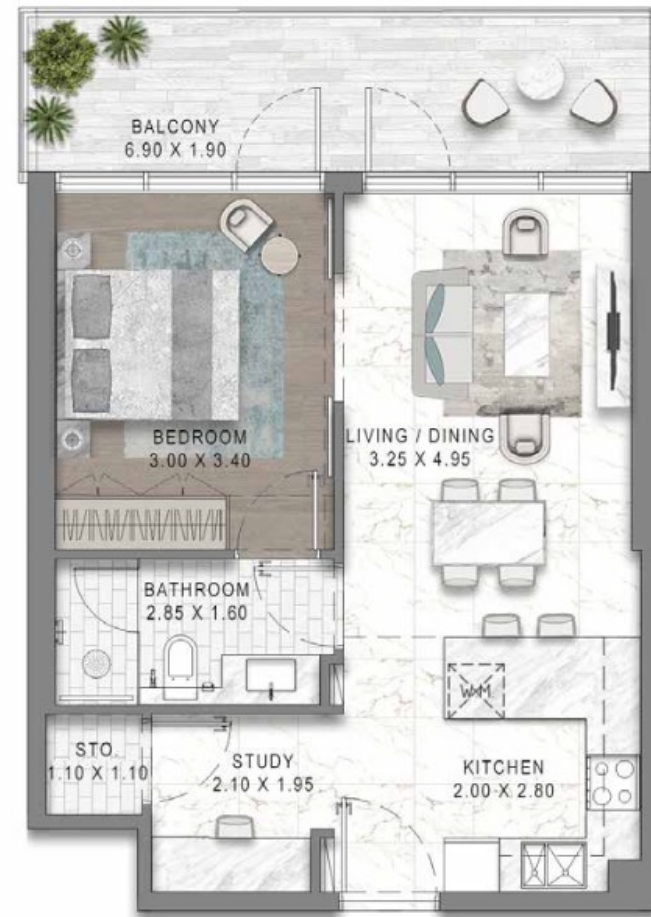 BALCONY
6.90 X 1.90
BEDROOM
3.00 X 3.40
LIVING / DINING
3.25 X 4.95
BATHROOM
2.85 X 1.60
W/M
STO.
1.10 X 1.10
STUDY
2.10 X 1.95
KITCHEN
2.00 X 2.80